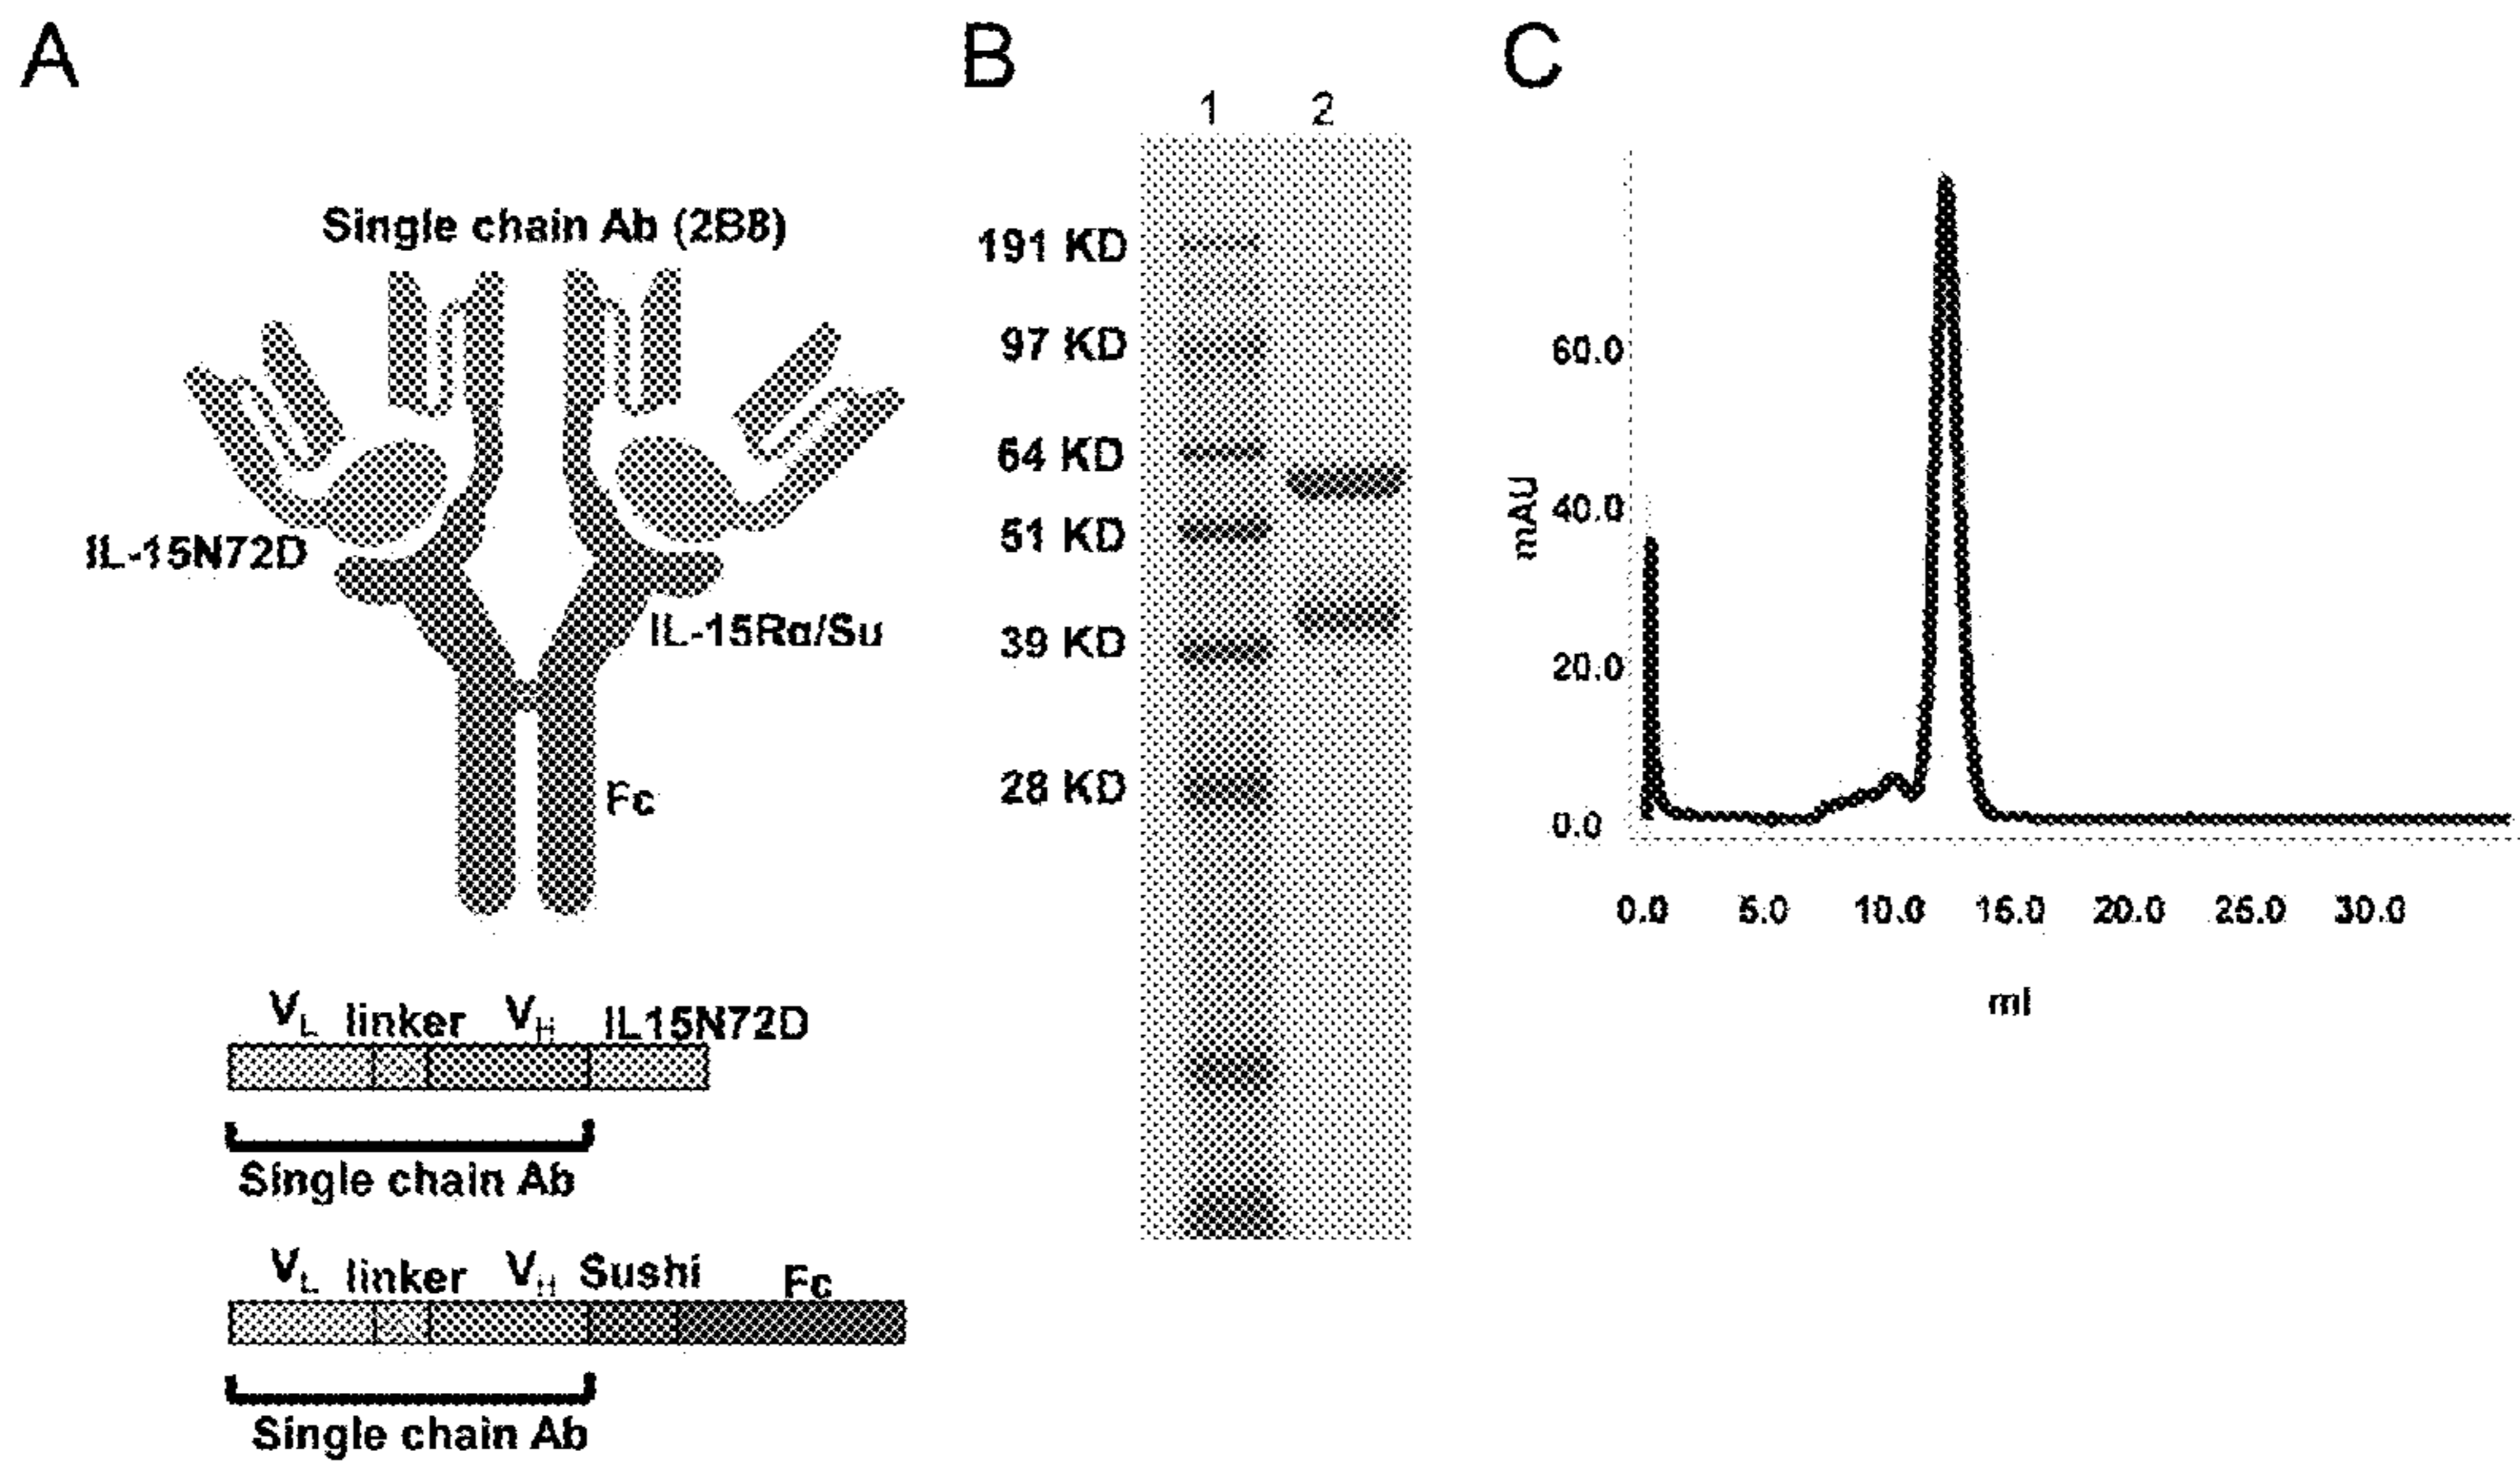 A
Single chain Ab (2B8)
IL-15N72D
IL-15Rα/Su
Fc
VL linker VH IL15N72D
Single chain Ab
VL linker VH Sushi Fc
Single chain Ab
B
1 2
191 KD
97 KD
64 KD
51 KD
39 KD
28 KD
C
mAU
60.0
40.0
20.0
0.0
0.0 5.0 10.0 15.0 20.0 25.0 30.0
ml